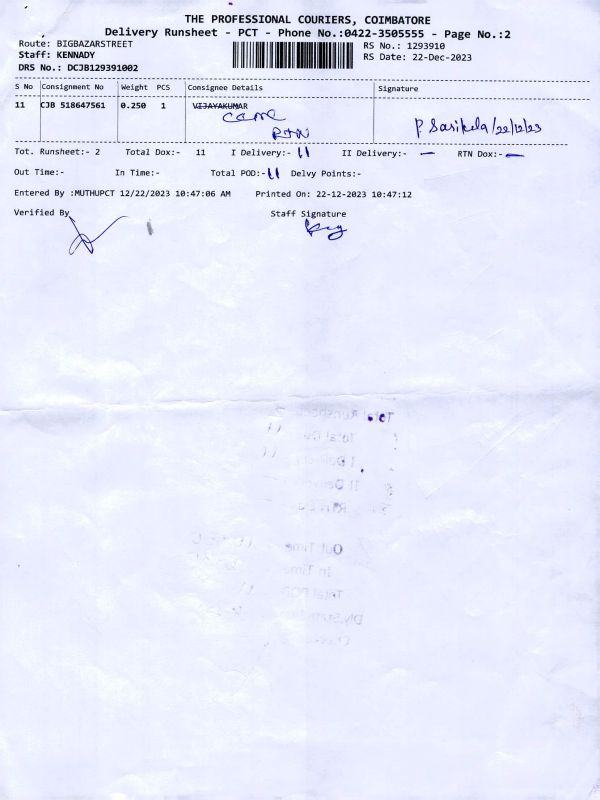 THE PROFESSIONAL COURIERS, COIMBATORE
Delivery Runsheet - PCT - Phone No.:0422-3505555 - Page No.:2
Route: BIGBAZARSTREET
RS No.: 1293910
Staff: KENNADY
RS Date: 22-Dec-2023
DRS No.: DCJB129391002
S No Consignment No Weight PCS Consignee Details Signature
11 CJB 518647561 0.250 1 VIJAYAKUMAR
P Sasikela/22/12/23
Tot. Runsheet:- 2 Total Dox:- 11 I Delivery:- 11 II Delivery:- — RTN Dox:- —
Out Time:- In Time:- Total POD:- 11 Delvy Points:-
Entered By :MUTHUPCT 12/22/2023 10:47:06 AM Printed On: 22-12-2023 10:47:12
Verified By Staff Signature